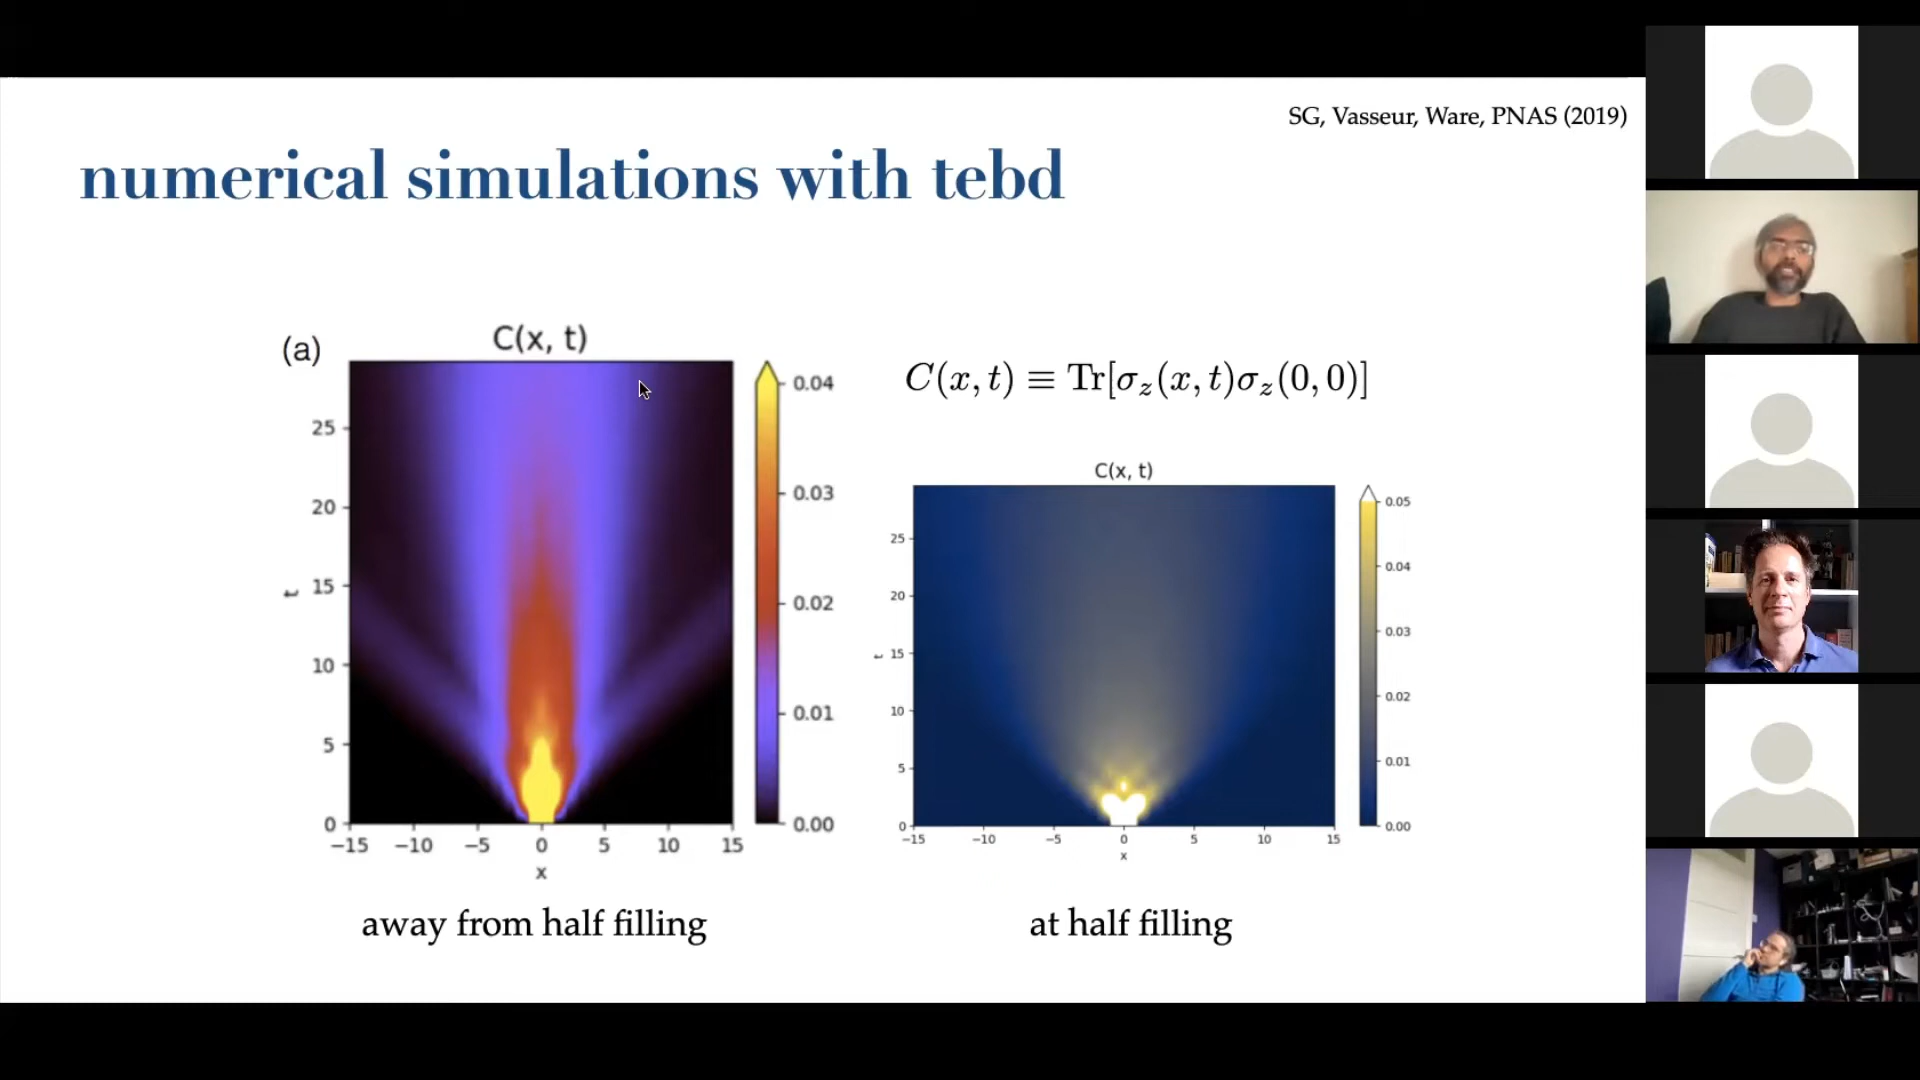 SG, Vasseur, Ware, PNAS (2019)
numerical simulations with tebd
(a)
C(x, t)
25
20
15
10
5
0
t
−15 −10 −5 0 5 10 15
x
0.04
0.03
0.02
0.01
0.00
away from half filling
C(x, t) ≡ Tr[σ_z(x, t)σ_z(0, 0)]
C(x, t)
25
20
15
10
5
0
t
−15 −10 −5 0 5 10 15
x
0.05
0.04
0.03
0.02
0.01
0.00
at half filling